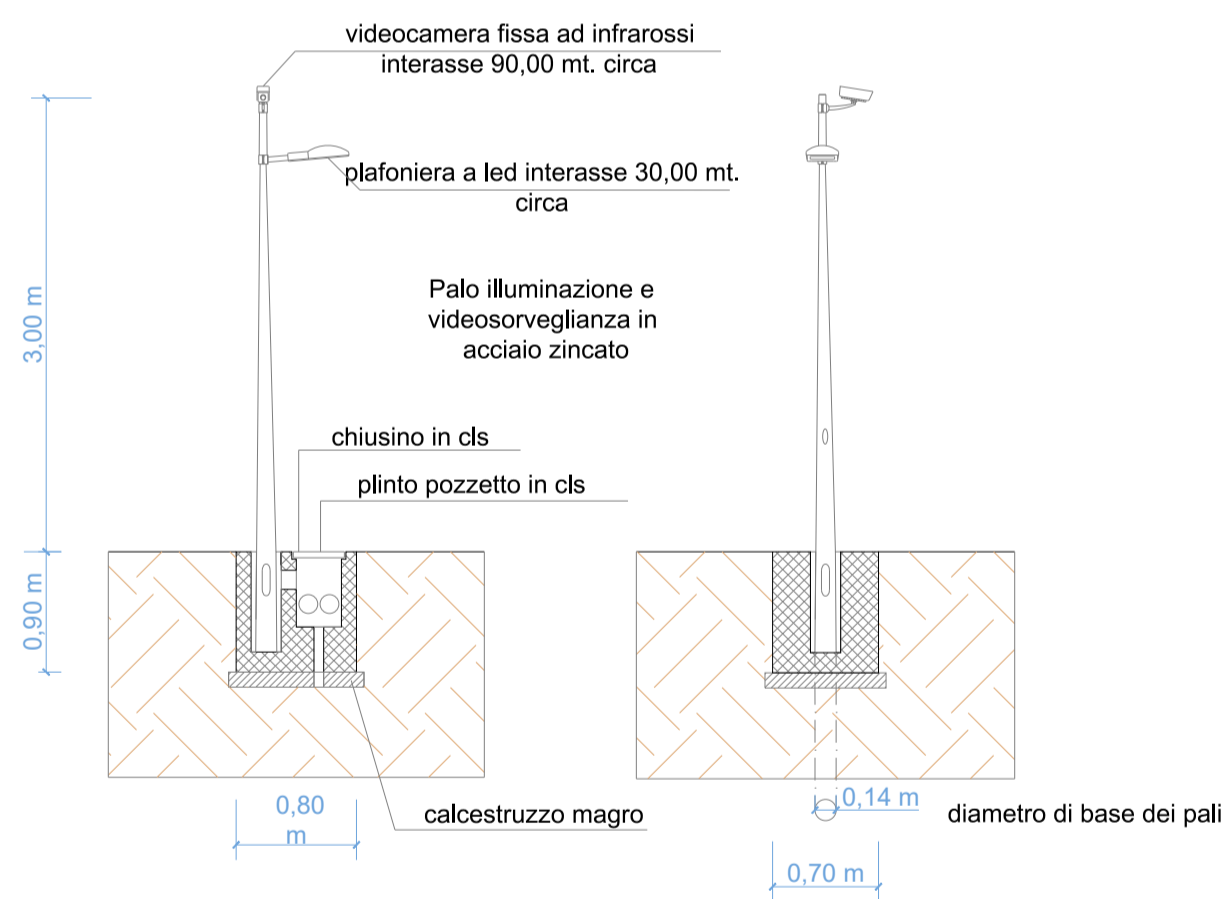 videocamera fissa ad infrarossi
interasse 90,00 mt. circa
plafoniera a led interasse 30,00 mt.
circa
Palo illuminazione e
videosorveglianza in
acciaio zincato
3,00 m
chiusino in cls
plinto pozzetto in cls
0,90 m
0,80
m
calcestruzzo magro
0,14 m
diametro di base dei pali
0,70 m